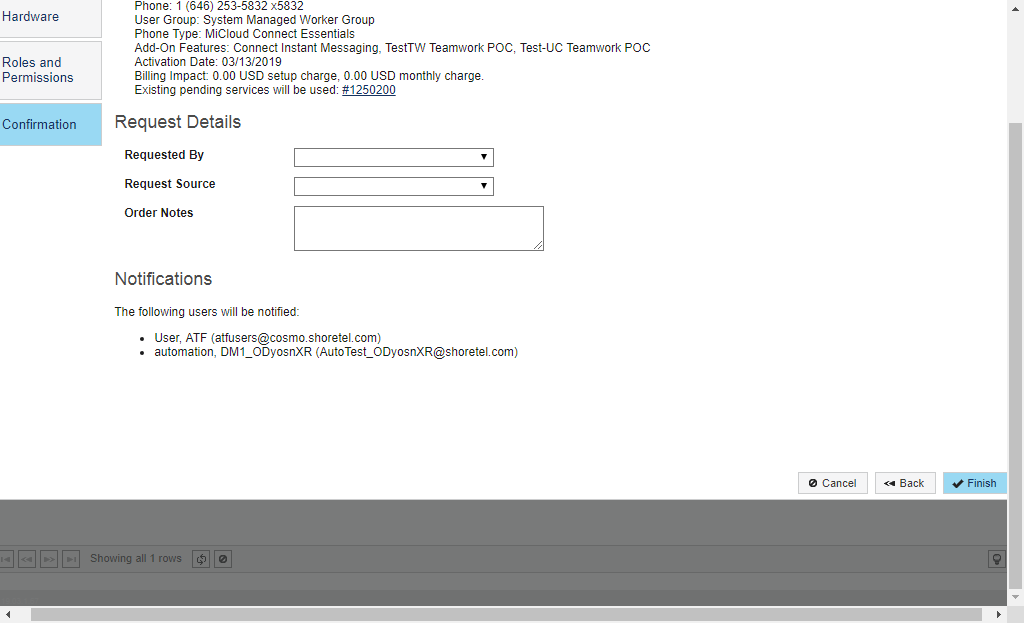 Hardware
Roles and
Permissions
Confirmation
Phone: 1 (646) 253-5832 x5832
User Group: System Managed Worker Group
Phone Type: MiCloud Connect Essentials
Add-On Features: Connect Instant Messaging, TestTW Teamwork POC, Test-UC Teamwork POC
Activation Date: 03/13/2019
Billing Impact: 0.00 USD setup charge, 0.00 USD monthly charge.
Existing pending services will be used: #1250200
Request Details
Requested By
Request Source
Order Notes
Notifications
The following users will be notified:
User, ATF (atfusers@cosmo.shoretel.com)
automation, DM1_ODyosnXR (AutoTest_ODyosnXR@shoretel.com)
Cancel
Back
Finish
Showing all 1 rows